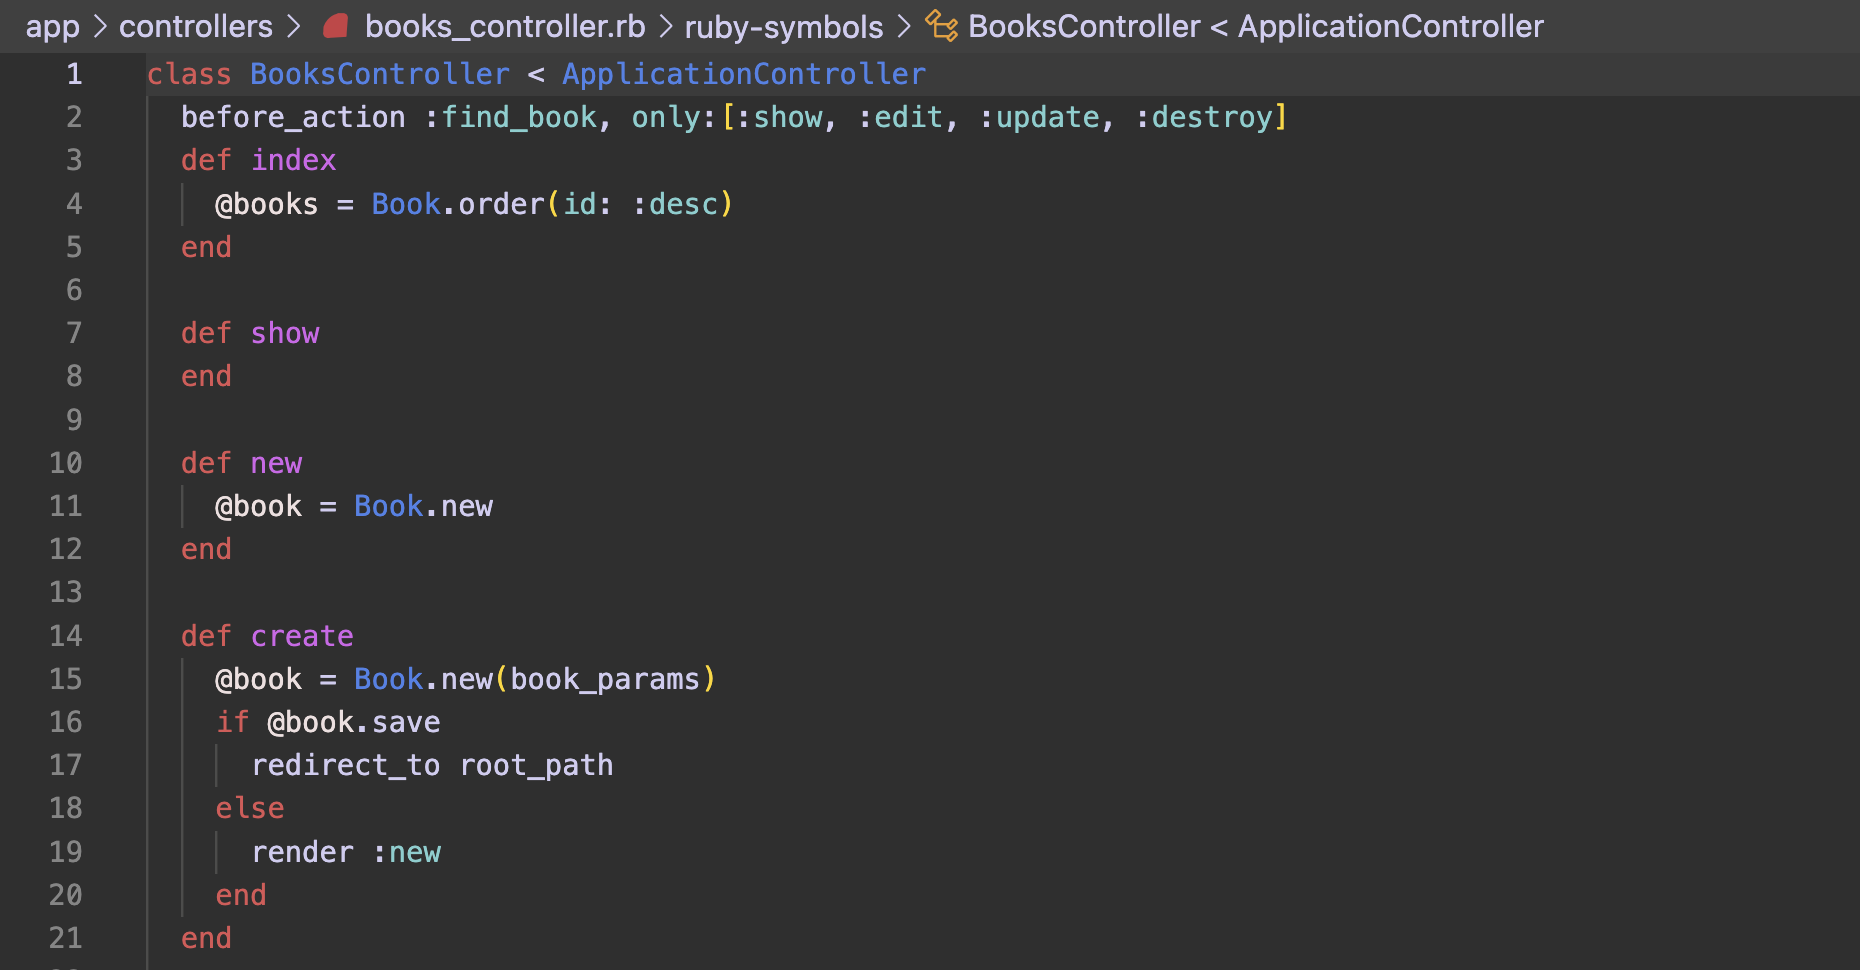 app > controllers > books_controller.rb > ruby-symbols > BooksController < ApplicationController
1 class BooksController < ApplicationController
2   before_action :find_book, only:[:show, :edit, :update, :destroy]
3   def index
4     @books = Book.order(id: :desc)
5   end
6
7   def show
8   end
9
10   def new
11     @book = Book.new
12   end
13
14   def create
15     @book = Book.new(book_params)
16     if @book.save
17       redirect_to root_path
18     else
19       render :new
20     end
21   end